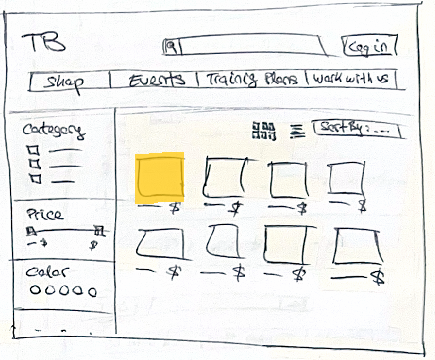 TB
Log in
Shop | Events | Training Plans | Work with us
Category
Sort By: ....
$ $ $ $
Price
$ $
$ $ $ $
Color